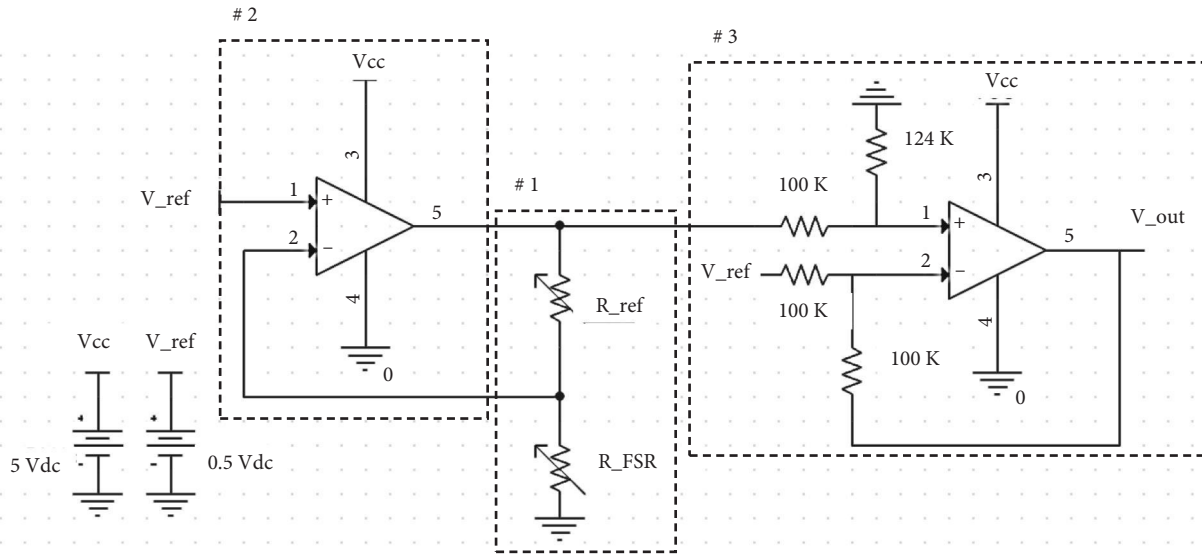 # 2
# 3
Vcc
Vcc
3
124 K
V_ref
1
+
# 1
5
100 K
3
1
+
V_out
5
2
−
V_ref
2
−
4
R_ref
100 K
4
Vcc
V_ref
0
100 K
0
+
+
5 Vdc
-
-
0.5 Vdc
R_FSR